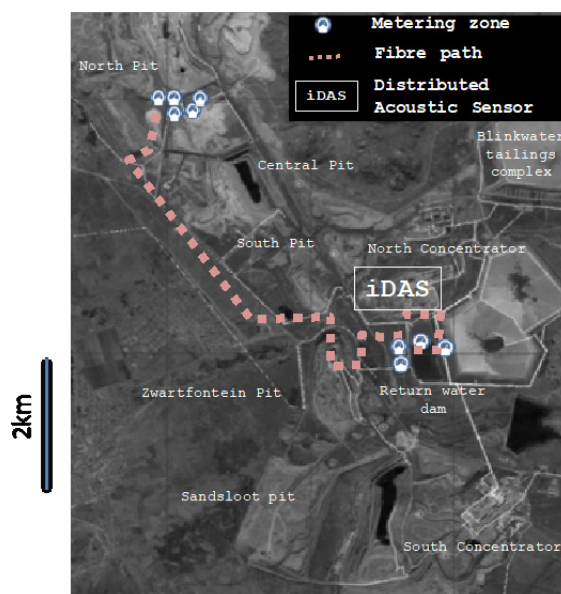 Metering zone
Fibre path
iDAS
Distributed
Acoustic Sensor
North Pit
Blinkwater
tailings
complex
Central Pit
South Pit
North Concentrator
iDAS
Zwartfontein Pit
Return water
dam
2km
Sandsloot pit
South Concentrator